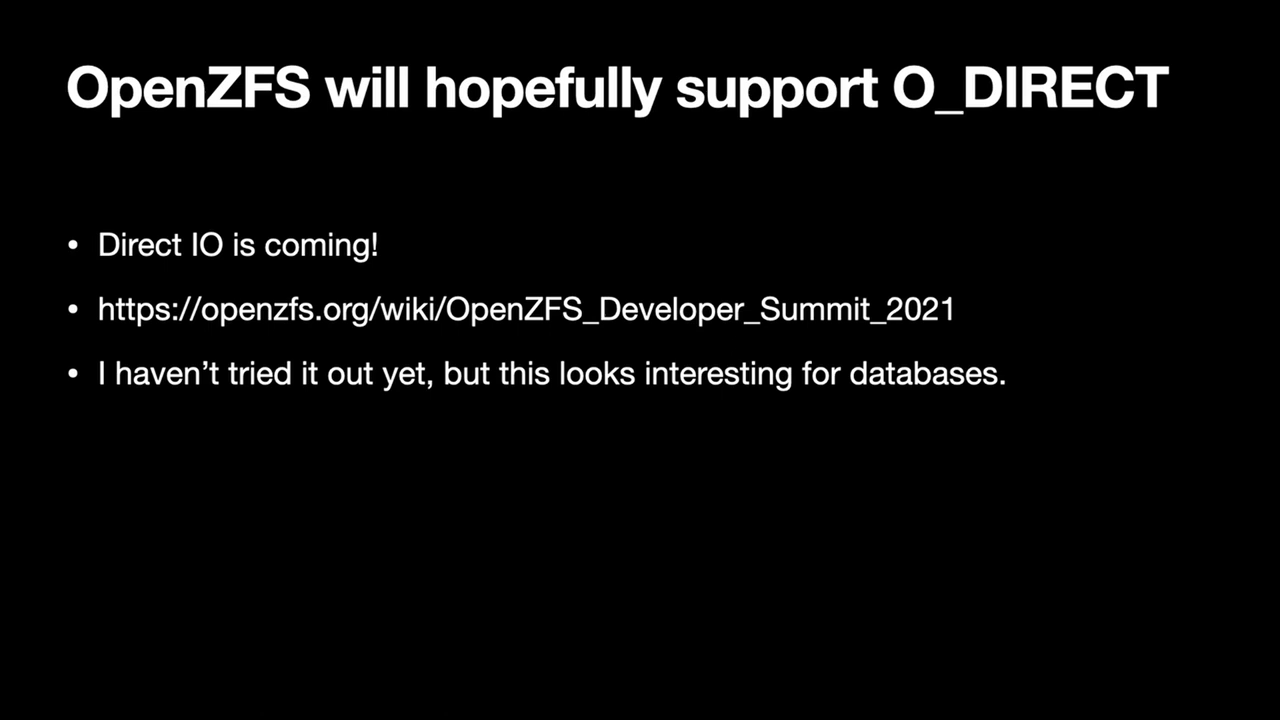 OpenZFS will hopefully support O_DIRECT
• Direct IO is coming!
• https://openzfs.org/wiki/OpenZFS_Developer_Summit_2021
• I haven’t tried it out yet, but this looks interesting for databases.